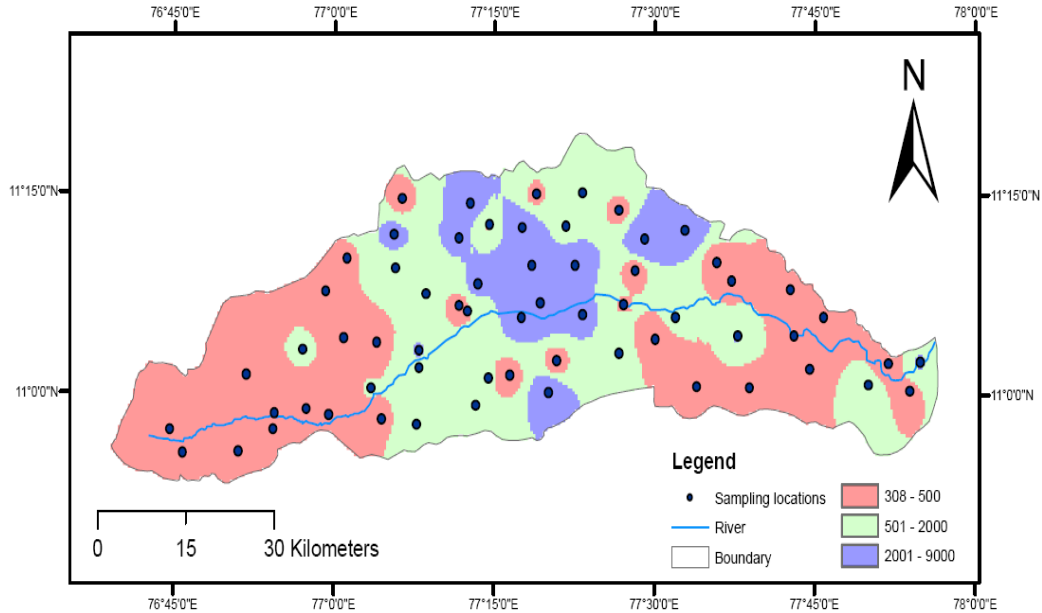 76°45'0"E 77°0'0"E 77°15'0"E 77°30'0"E 77°45'0"E 78°0'0"E
N
11°15'0"N 11°15'0"N
11°0'0"N 11°0'0"N
Legend
Sampling locations 308 - 500
River 501 - 2000
Boundary 2001 - 9000
0 15 30 Kilometers
76°45'0"E 77°0'0"E 77°15'0"E 77°30'0"E 77°45'0"E 78°0'0"E